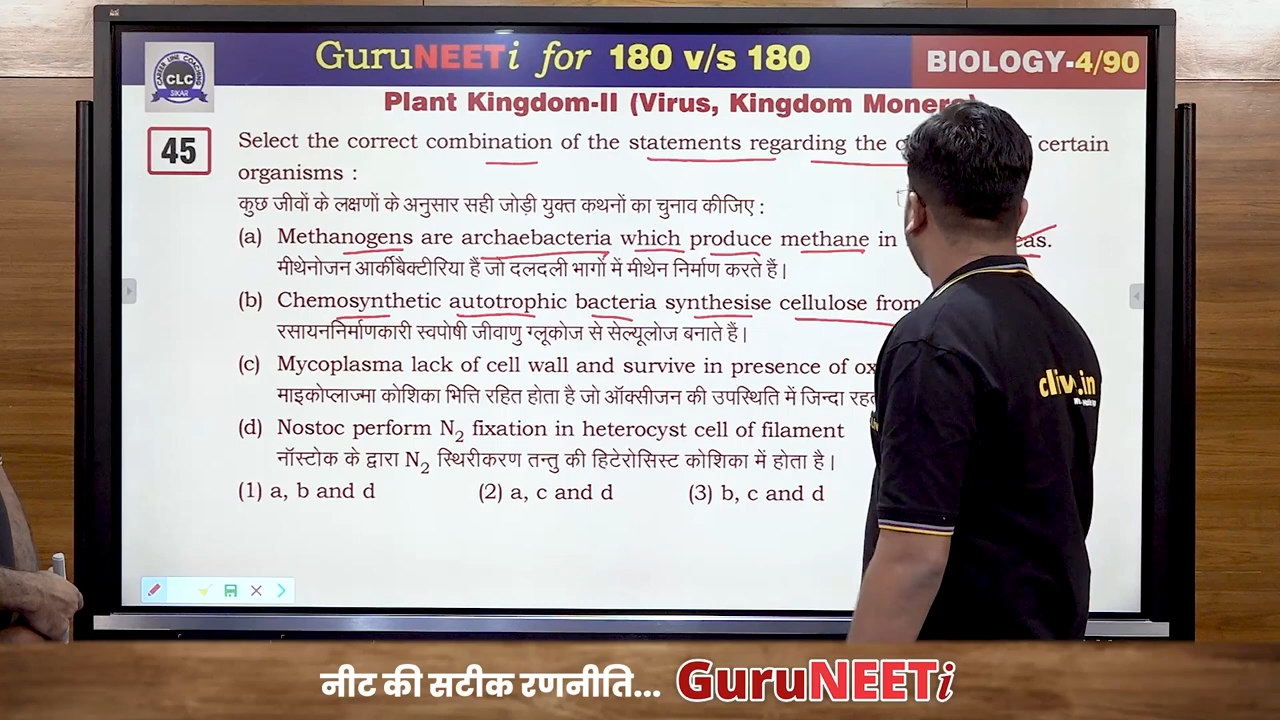 GuruNEETi for 180 v/s 180
BIOLOGY-4/90
CAREER LINE COACHING
CLC
SIKAR
Plant Kingdom-II (Virus, Kingdom Monera)
45
Select the correct combination of the statements regarding the certain
organisms :
कुछ जीवों के लक्षणों के अनुसार सही जोड़ी युक्त कथनों का चुनाव कीजिए :
(a) Methanogens are archaebacteria which produce methane in
मीथेनोजन आर्कीबैक्टीरिया हैं जो दलदली भागों में मीथेन निर्माण करते हैं।
(b) Chemosynthetic autotrophic bacteria synthesise cellulose from
रसायननिर्माणकारी स्वपोषी जीवाणु ग्लूकोज से सेल्यूलोज बनाते हैं।
(c) Mycoplasma lack of cell wall and survive in presence of
माइकोप्लाज्मा कोशिका भित्ति रहित होता है जो ऑक्सीजन की उपस्थिति में जिन्दा
(d) Nostoc perform N₂ fixation in heterocyst cell of filament
नॉस्टोक के द्वारा N₂ स्थिरीकरण तन्तु की हिटेरोसिस्ट कोशिका में होता है।
(1) a, b and d (2) a, c and d (3) b, c and d
नीट की सटीक रणनीति... GuruNEETi